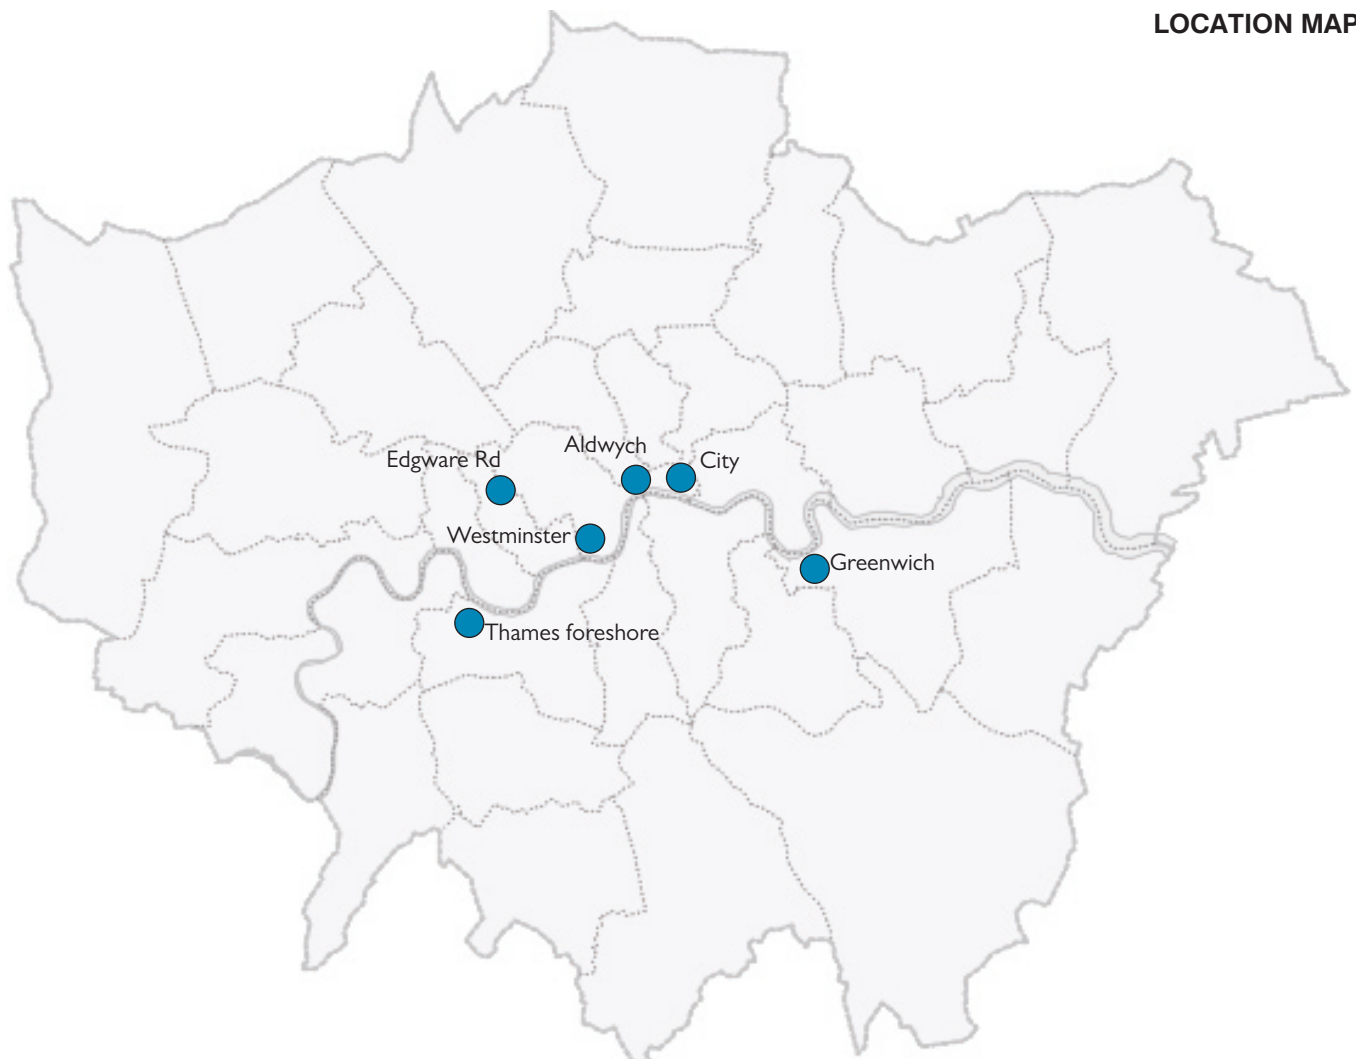 LOCATION MAP
Aldwych
Edgware Rd
City
Westminster
Greenwich
Thames foreshore